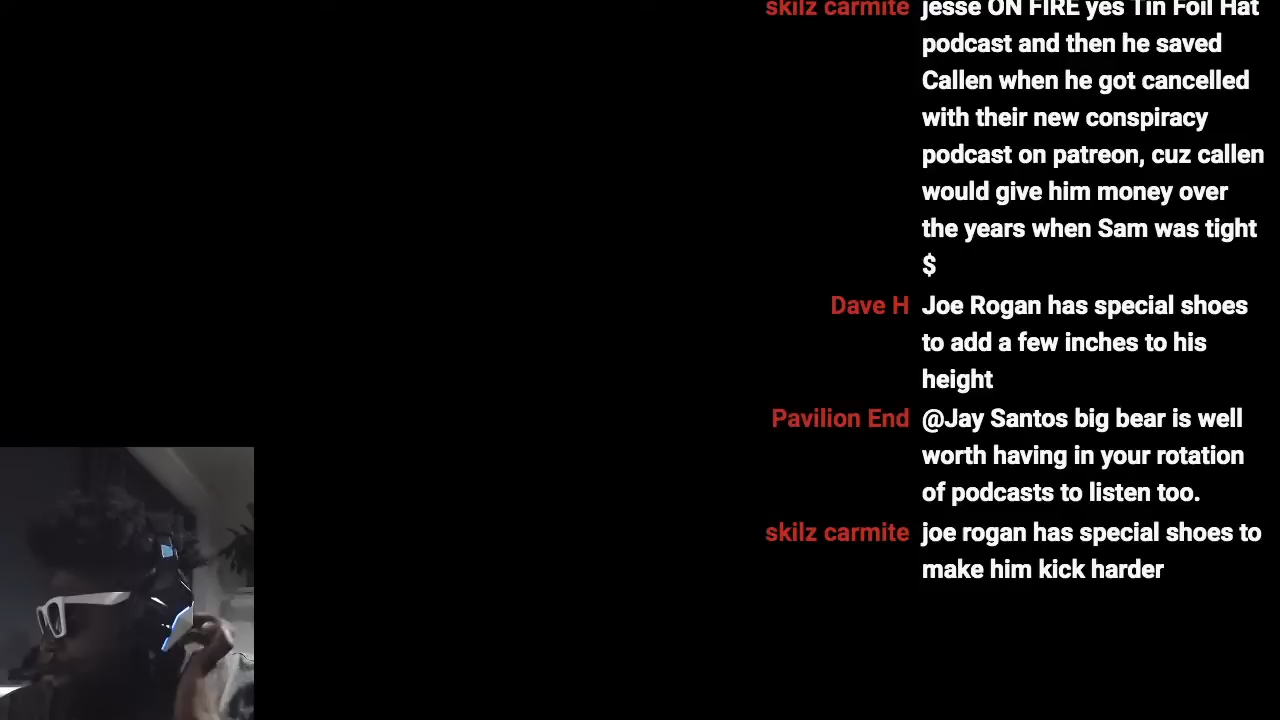 skilz carmite jesse ON FIRE yes Tin Foil Hat
podcast and then he saved
Callen when he got cancelled
with their new conspiracy
podcast on patreon, cuz callen
would give him money over
the years when Sam was tight
$
Dave H Joe Rogan has special shoes
to add a few inches to his
height
Pavilion End @Jay Santos big bear is well
worth having in your rotation
of podcasts to listen too.
skilz carmite joe rogan has special shoes to
make him kick harder